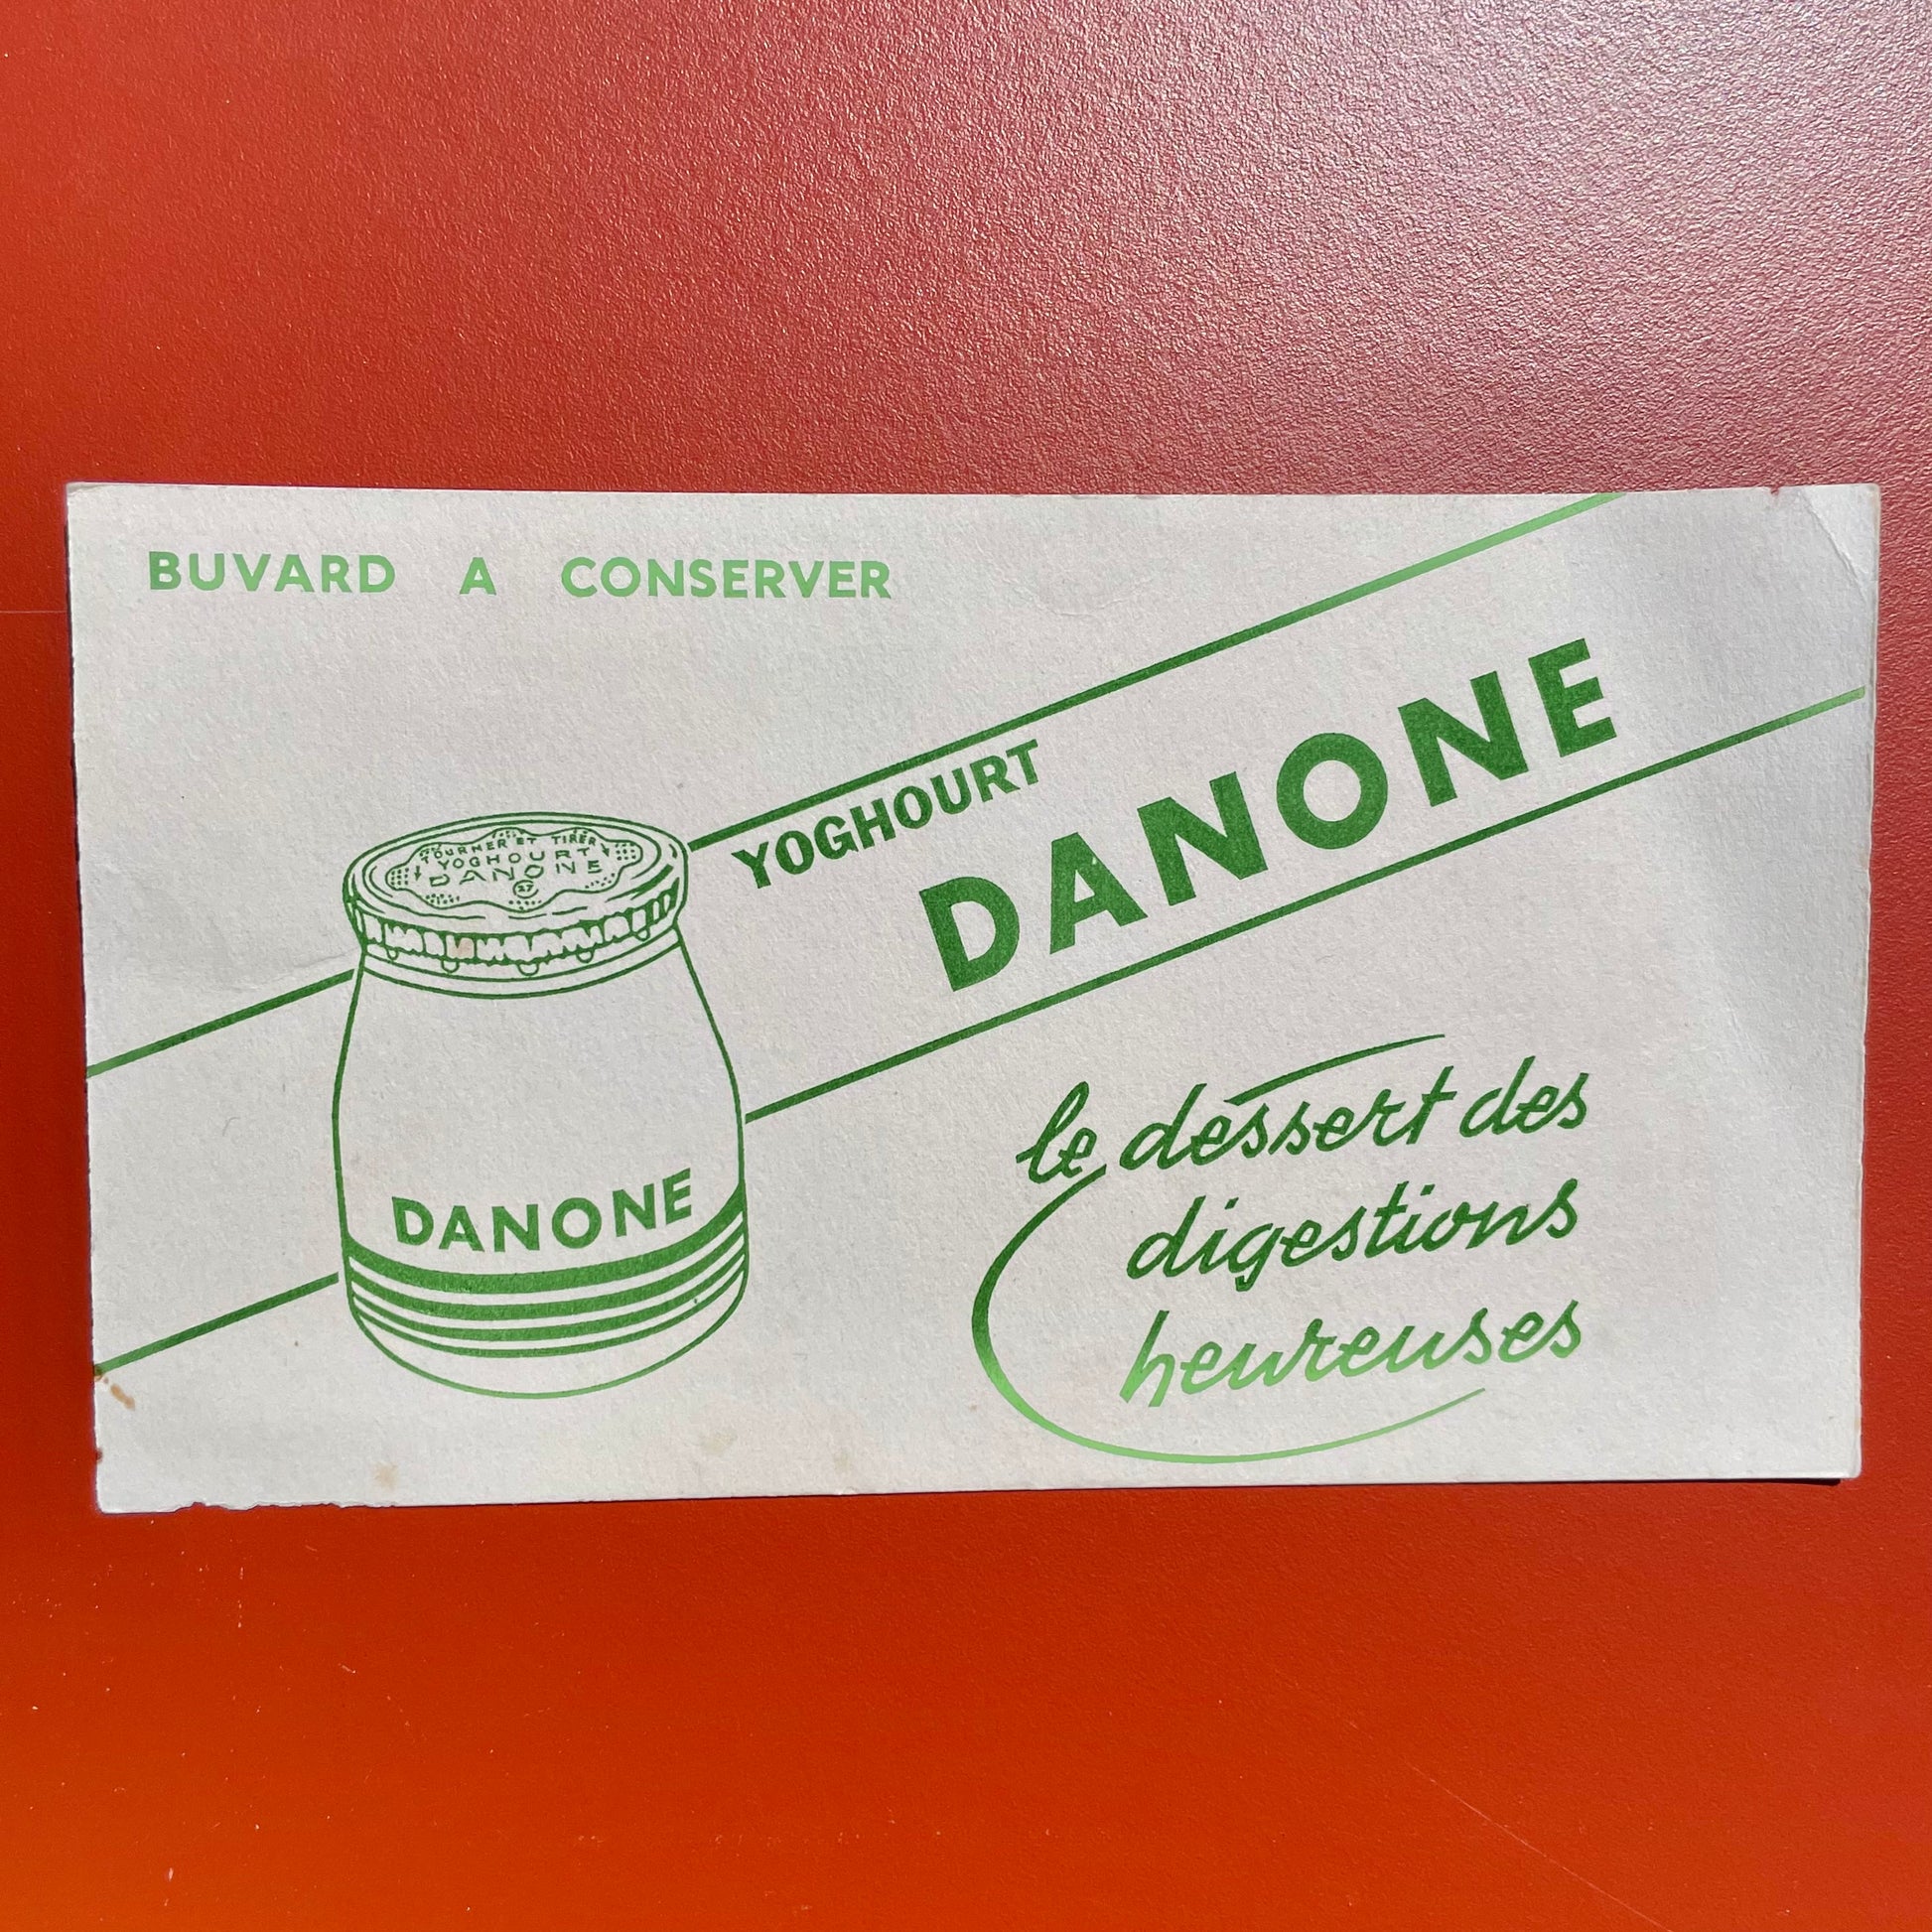 BUVARD A CONSERVER
YOGHOURT
DANONE
TOURNER ET TIRER
YOGHOURT
DANONE
DANONE
le dessert des
digestions
heureuses